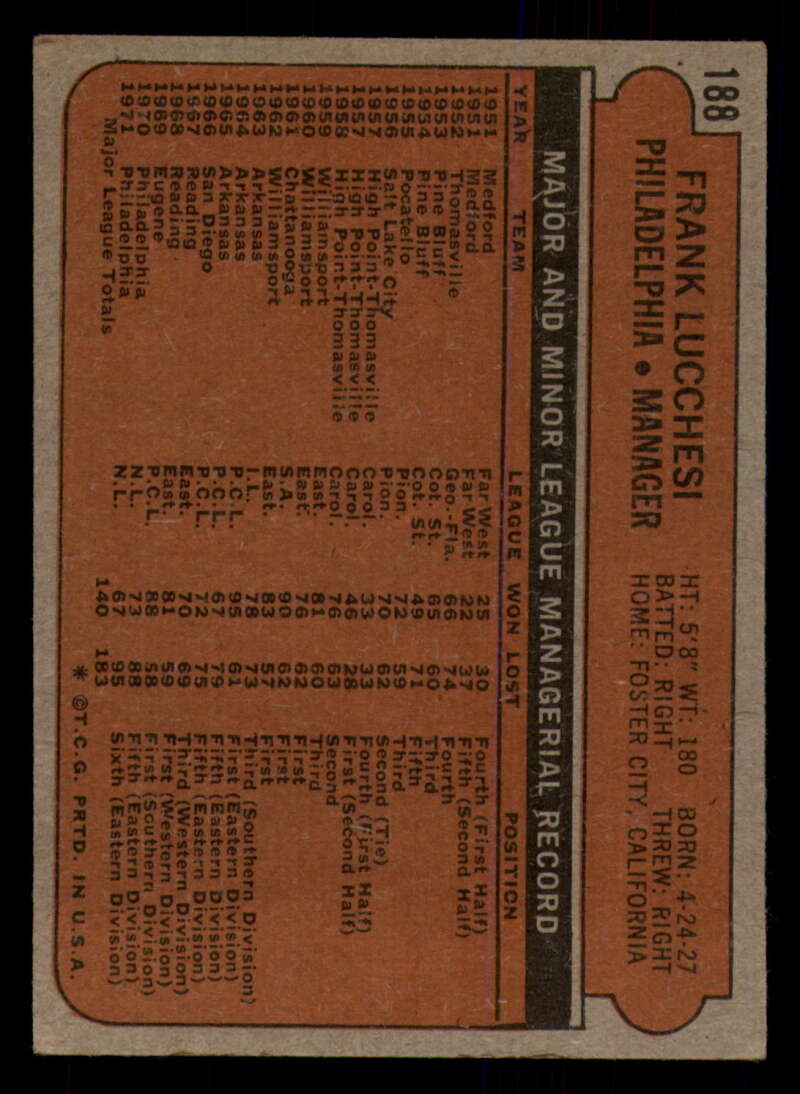 188
FRANK LUCCHESI HT: 5'8" WT: 180 BORN: 4-24-27
PHILADELPHIA • MANAGER BATTED: RIGHT THREW: RIGHT
HOME: FOSTER CITY, CALIFORNIA
MAJOR AND MINOR LEAGUE MANAGERIAL RECORD
YEAR TEAM LEAGUE WON LOST POSITION
1951 Medford Far West 25 30 Fourth (First Half)
1951 Medford Far West 22 37 Fifth (Second Half)
1952 Thomasville Geo.-Fla. 66 74 Fourth
1953 Pine Bluff Cot. St. 65 60 Third
1954 Pine Bluff Cot. St. 49 71 Fifth
1955 Pocatello Pion. 72 59 Third
1956 Salt Lake City Pion. 70 62 Second (Tie)
1957 High Point-Thomasville Carol. 33 33 Fourth (First Half)
1957 High Point-Thomasville Carol. 46 28 First (Second Half)
1958 High Point-Thomasville Carol. 76 63 Second
1959 Williamsport East. 81 60 Third
1960 Williamsport East. 76 62 First
1961 Chattanooga S.A. 90 62 First
1962 Williamsport East. 83 57 First
1963 Arkansas I.L. 78 73 Third (Southern Division)
1964 Arkansas P.C.L. 95 61 First (Eastern Division)
1965 Arkansas P.C.L. 67 79 Fifth (Eastern Division)
1966 San Diego P.C.L. 72 75 Fifth (Eastern Division)
1967 Reading East. 70 69 Third (Western Division)
1968 Reading East. 81 59 First (Western Division)
1969 Eugene P.C.L. 88 58 First (Southern Division)
1970 Philadelphia N.L. 73 88 Fifth (Eastern Division)
1971 Philadelphia N.L. 67 95 Sixth (Eastern Division)
Major League Totals 140 183
* ©T.C.G. PRTD. IN U.S.A.